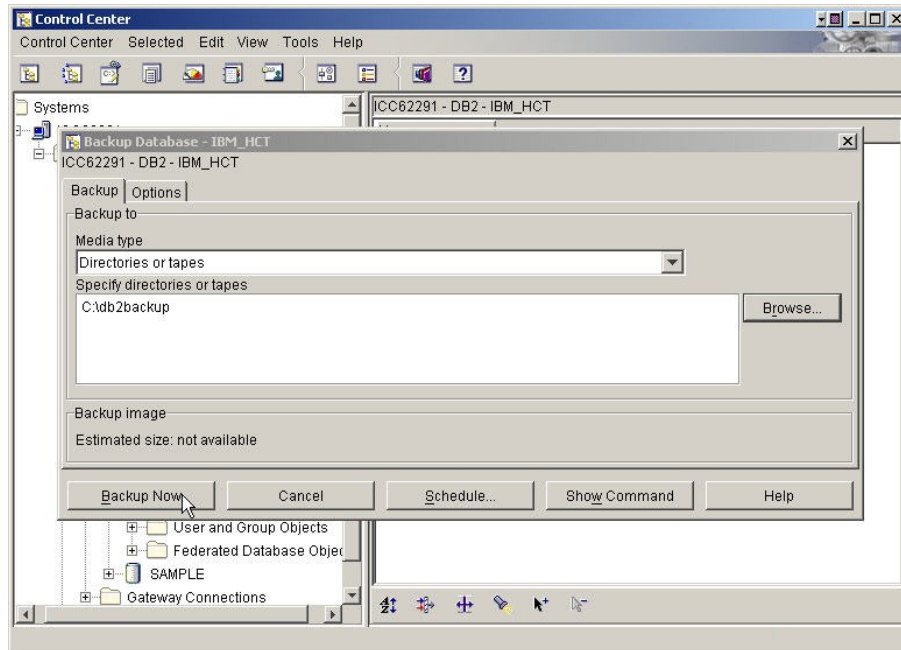 Control Center
Control Center Selected Edit View Tools Help
Systems
ICC62291 - DB2 - IBM_HCT
Backup Database - IBM_HCT
ICC62291 - DB2 - IBM_HCT
Backup Options
Backup to
Media type
Directories or tapes
Specify directories or tapes
C:\db2backup
Browse...
Backup image
Estimated size: not available
Backup Now Cancel Schedule... Show Command Help
User and Group Objects
Federated Database Objec
SAMPLE
Gateway Connections